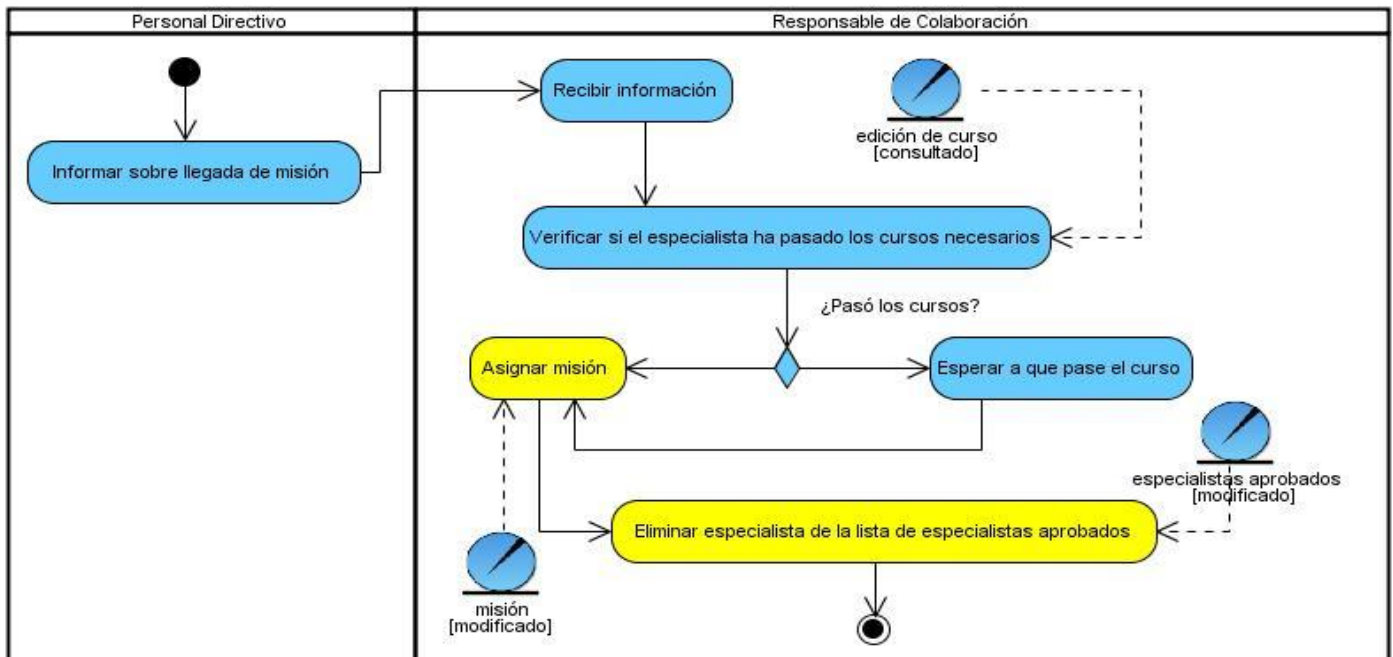 Personal Directivo
Responsable de Colaboración
Recibir información
edición de curso
[consultado]
Informar sobre llegada de misión
Verificar si el especialista ha pasado los cursos necesarios
¿Pasó los cursos?
Asignar misión
Esperar a que pase el curso
especialistas aprobados
[modificado]
Eliminar especialista de la lista de especialistas aprobados
misión
[modificado]